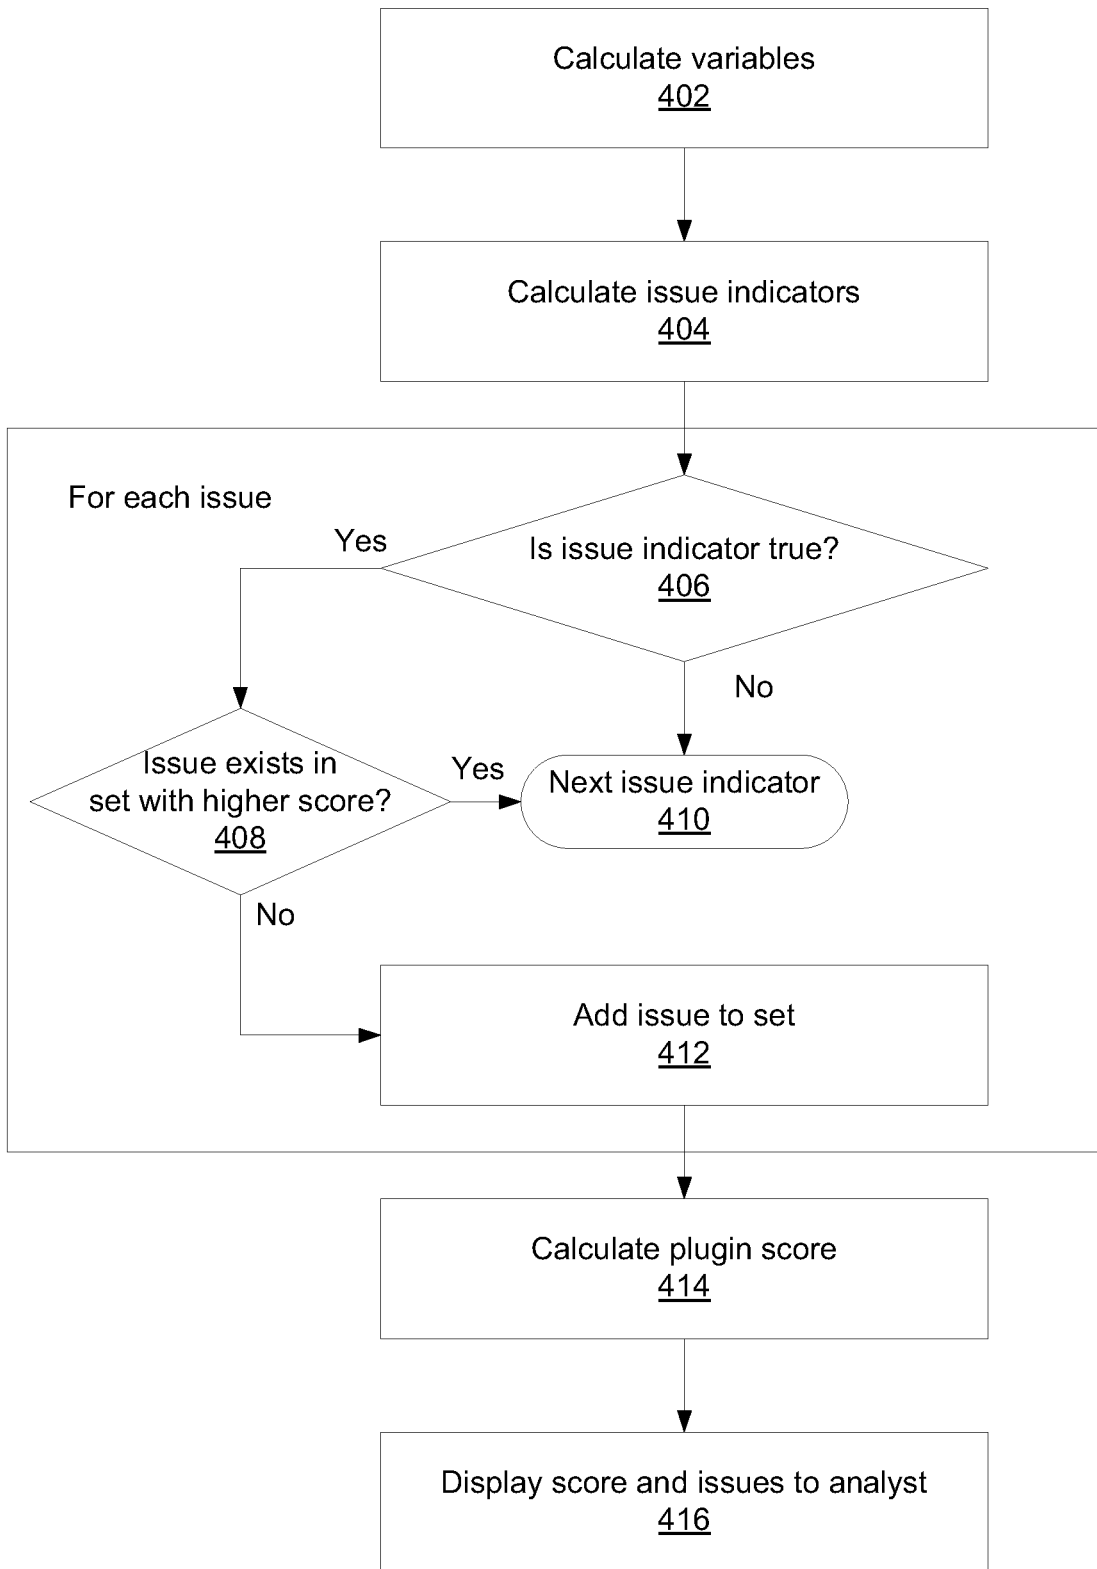 Calculate variables
402
Calculate issue indicators
404
For each issue
Yes
Is issue indicator true?
406
No
Issue exists in
set with higher score?
408
Yes
Next issue indicator
410
No
Add issue to set
412
Calculate plugin score
414
Display score and issues to analyst
416